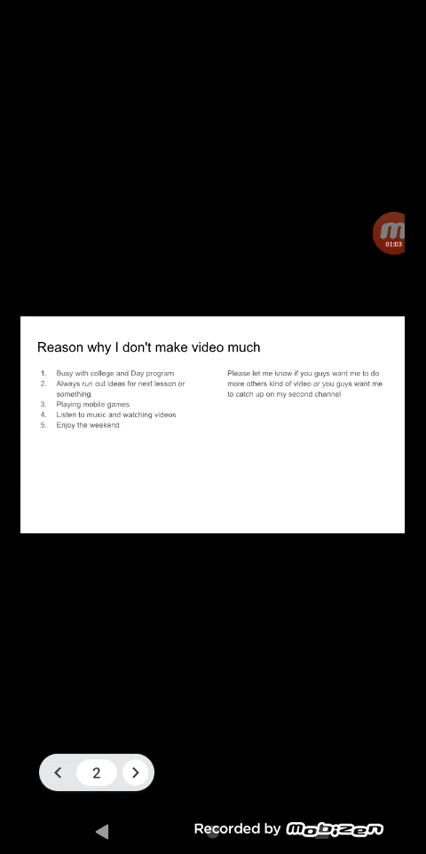 01:03
Reason why I don't make video much
1. Busy with college and Day program
2. Always run out ideas for next lesson or
something
3. Playing mobile games
4. Listen to music and watching videos
5. Enjoy the weekend
Please let me know if you guys want me to do
more others kind of video or you guys want me
to catch up on my second channel
2
Recorded by mobizen